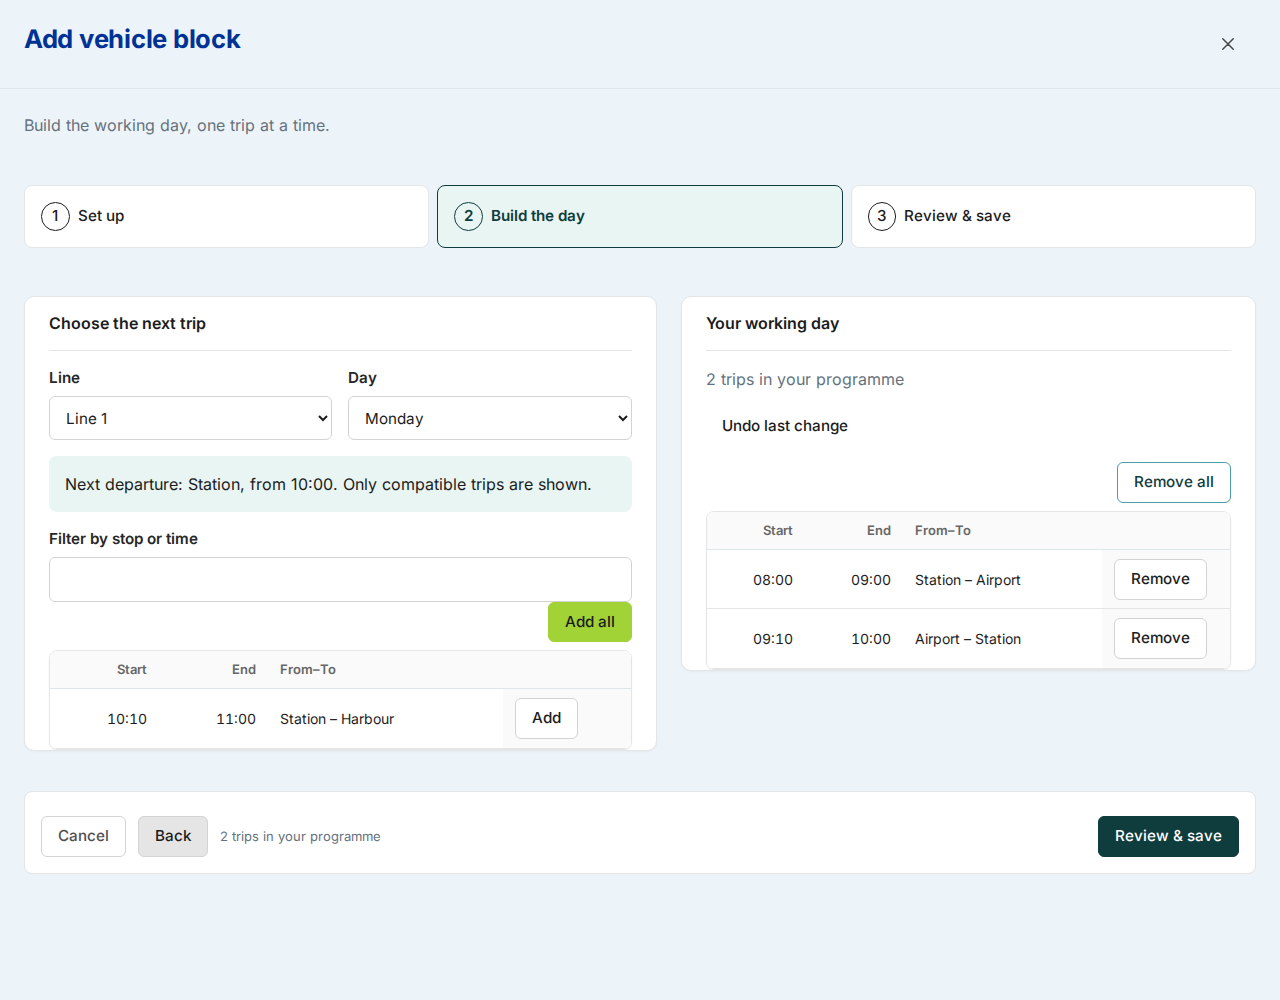 Add vehicle block
Build the working day, one trip at a time.
1 Set up
2 Build the day
3 Review & save
Choose the next trip
Line Day
Line 1 Monday
Next departure: Station, from 10:00. Only compatible trips are shown.
Filter by stop or time
Add all
Start End From–To
10:10 11:00 Station – Harbour Add
Your working day
2 trips in your programme
Undo last change
Remove all
Start End From–To
08:00 09:00 Station – Airport Remove
09:10 10:00 Airport – Station Remove
Cancel Back 2 trips in your programme Review & save